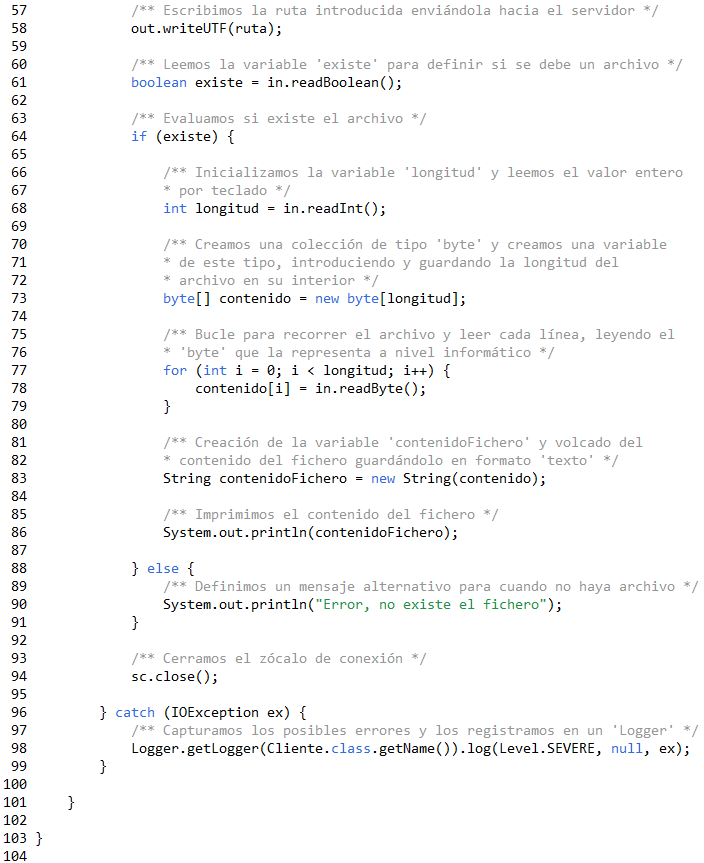 57             /** Escribimos la ruta introducida enviándola hacia el servidor */
58             out.writeUTF(ruta);
59
60             /** Leemos la variable 'existe' para definir si se debe un archivo */
61             boolean existe = in.readBoolean();
62
63             /** Evaluamos si existe el archivo */
64             if (existe) {
65
66                 /** Inicializamos la variable 'longitud' y leemos el valor entero
67                 * por teclado */
68                 int longitud = in.readInt();
69
70                 /** Creamos una colección de tipo 'byte' y creamos una variable
71                 * de este tipo, introduciendo y guardando la longitud del
72                 * archivo en su interior */
73                 byte[] contenido = new byte[longitud];
74
75                 /** Bucle para recorrer el archivo y leer cada línea, leyendo el
76                 * 'byte' que la representa a nivel informático */
77                 for (int i = 0; i < longitud; i++) {
78                     contenido[i] = in.readByte();
79                 }
80
81                 /** Creación de la variable 'contenidoFichero' y volcado del
82                 * contenido del fichero guardándolo en formato 'texto' */
83                 String contenidoFichero = new String(contenido);
84
85                 /** Imprimimos el contenido del fichero */
86                 System.out.println(contenidoFichero);
87
88             } else {
89                 /** Definimos un mensaje alternativo para cuando no haya archivo */
90                 System.out.println("Error, no existe el fichero");
91             }
92
93             /** Cerramos el zócalo de conexión */
94             sc.close();
95
96         } catch (IOException ex) {
97             /** Capturamos los posibles errores y los registramos en un 'Logger' */
98             Logger.getLogger(Cliente.class.getName()).log(Level.SEVERE, null, ex);
99         }
100
101     }
102
103 }
104